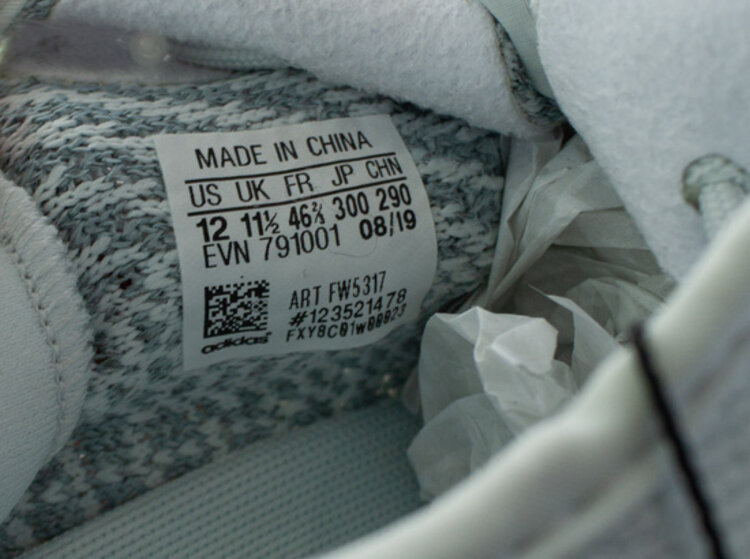 MADE IN CHINA
US UK FR JP CHN
12 11½ 46⅔ 300 290
EVN 791001 08/19
ART FW5317
#123521478
FXY8C01w00023
adidas